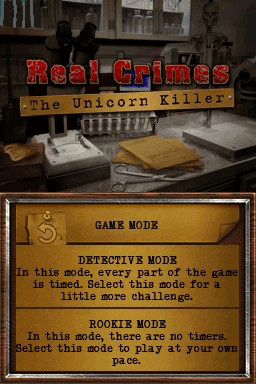 Real Crimes
The Unicorn Killer
GAME MODE
DETECTIVE MODE
In this mode, every part of the game
is timed. Select this mode for a
little more challenge.
ROOKIE MODE
In this mode, there are no timers.
Select this mode to play at your own
pace.